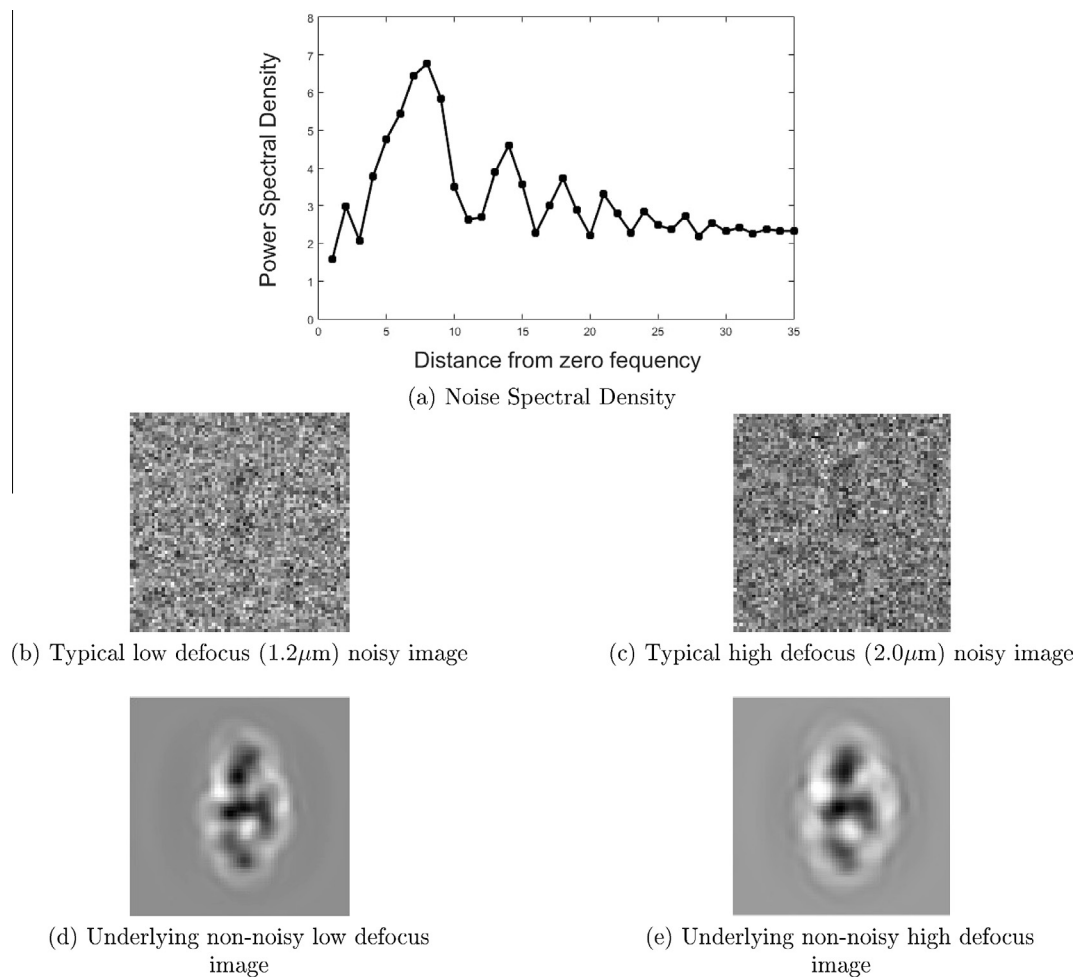 8
7
6
5
4
3
2
1
0
Power Spectral Density
0 5 10 15 20 25 30 35
Distance from zero fequency
(a) Noise Spectral Density
(b) Typical low defocus (1.2μm) noisy image
(c) Typical high defocus (2.0μm) noisy image
(d) Underlying non-noisy low defocus
image
(e) Underlying non-noisy high defocus
image